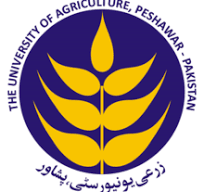 THE UNIVERSITY OF AGRICULTURE, PESHAWAR - PAKISTAN
زرعی یونیورسٹی، پشاور